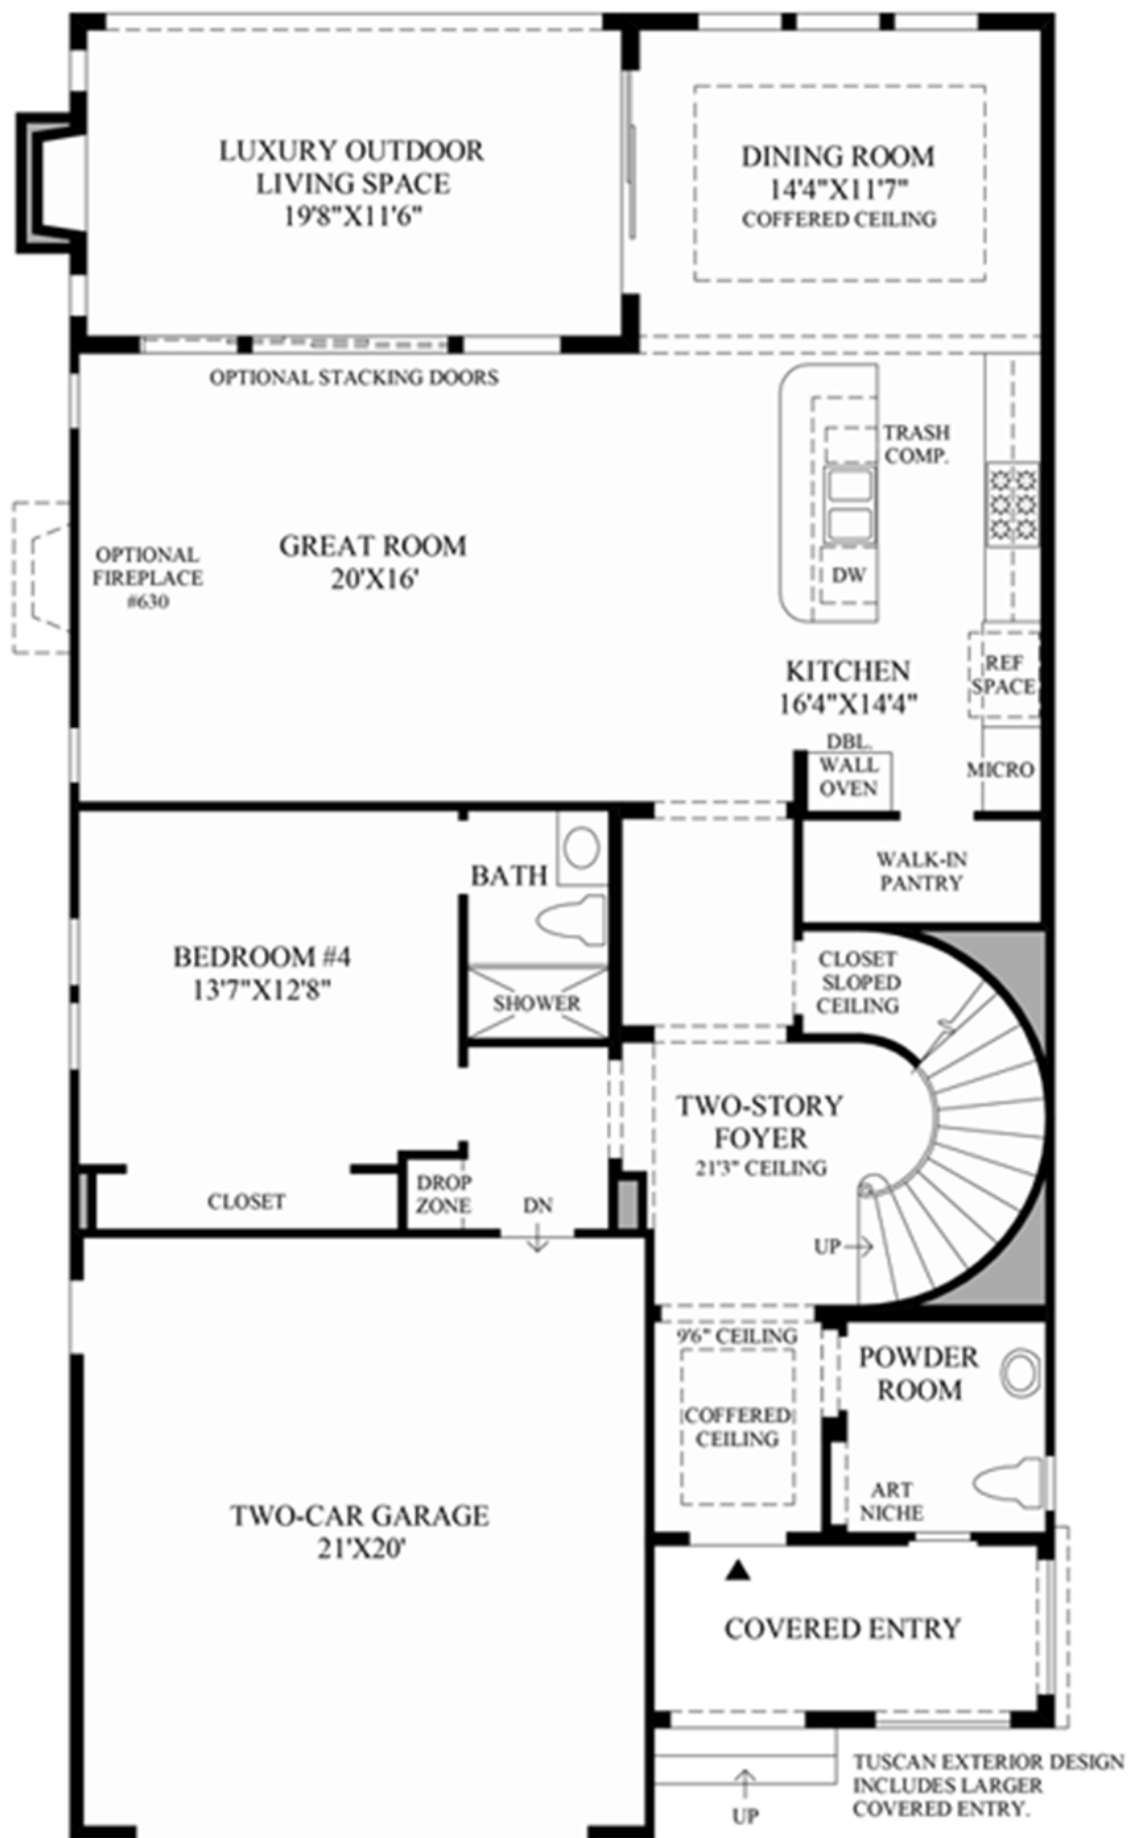 LUXURY OUTDOOR
LIVING SPACE
19'8"X11'6"
DINING ROOM
14'4"X11'7"
COFFERED CEILING
OPTIONAL STACKING DOORS
TRASH
COMP.
GREAT ROOM
20'X16'
OPTIONAL
FIREPLACE
#630
DW
KITCHEN
16'4"X14'4"
REF
SPACE
DBL.
WALL
OVEN
MICRO
WALK-IN
PANTRY
BATH
BEDROOM #4
13'7"X12'8"
SHOWER
CLOSET
SLOPED
CEILING
TWO-STORY
FOYER
21'3" CEILING
CLOSET
DROP
ZONE
DN
UP
9'6" CEILING
COFFERED
CEILING
POWDER
ROOM
ART
NICHE
TWO-CAR GARAGE
21'X20'
COVERED ENTRY
TUSCAN EXTERIOR DESIGN
INCLUDES LARGER
COVERED ENTRY.
UP